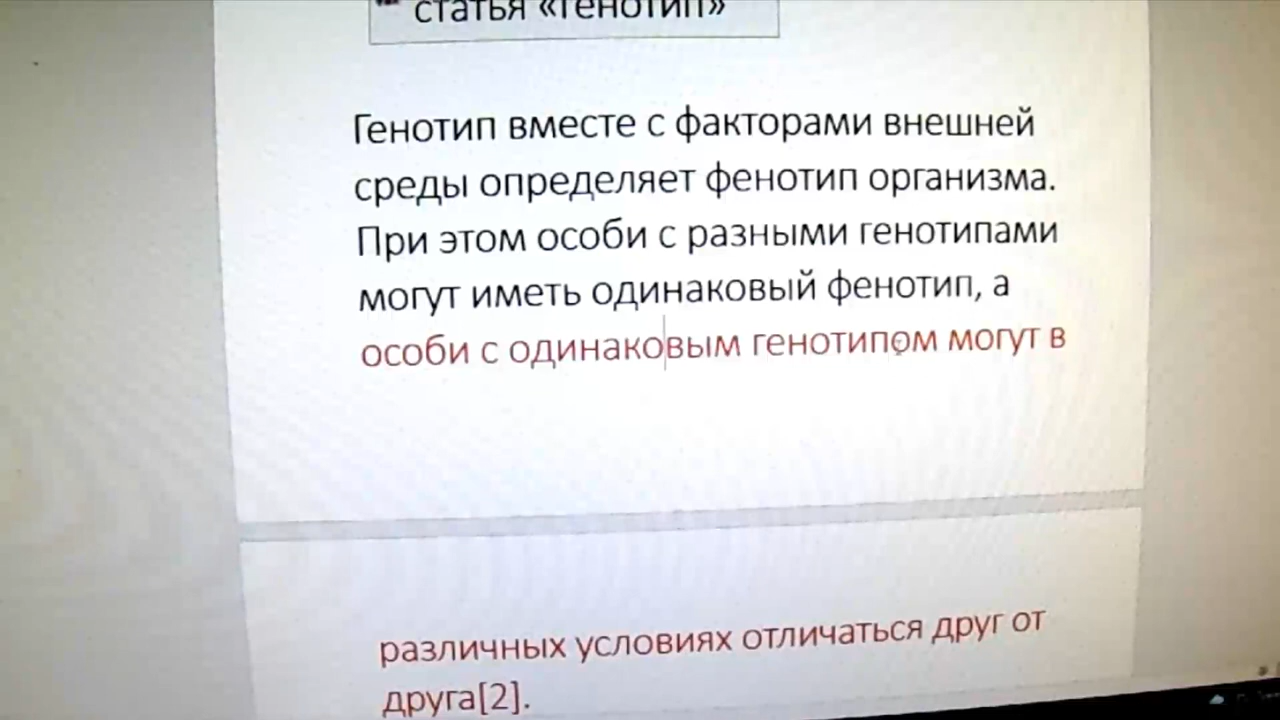 статья «Генотип»
Генотип вместе с факторами внешней
среды определяет фенотип организма.
При этом особи с разными генотипами
могут иметь одинаковый фенотип, а
особи с одинаковым генотипом могут в
различных условиях отличаться друг от
друга[2].